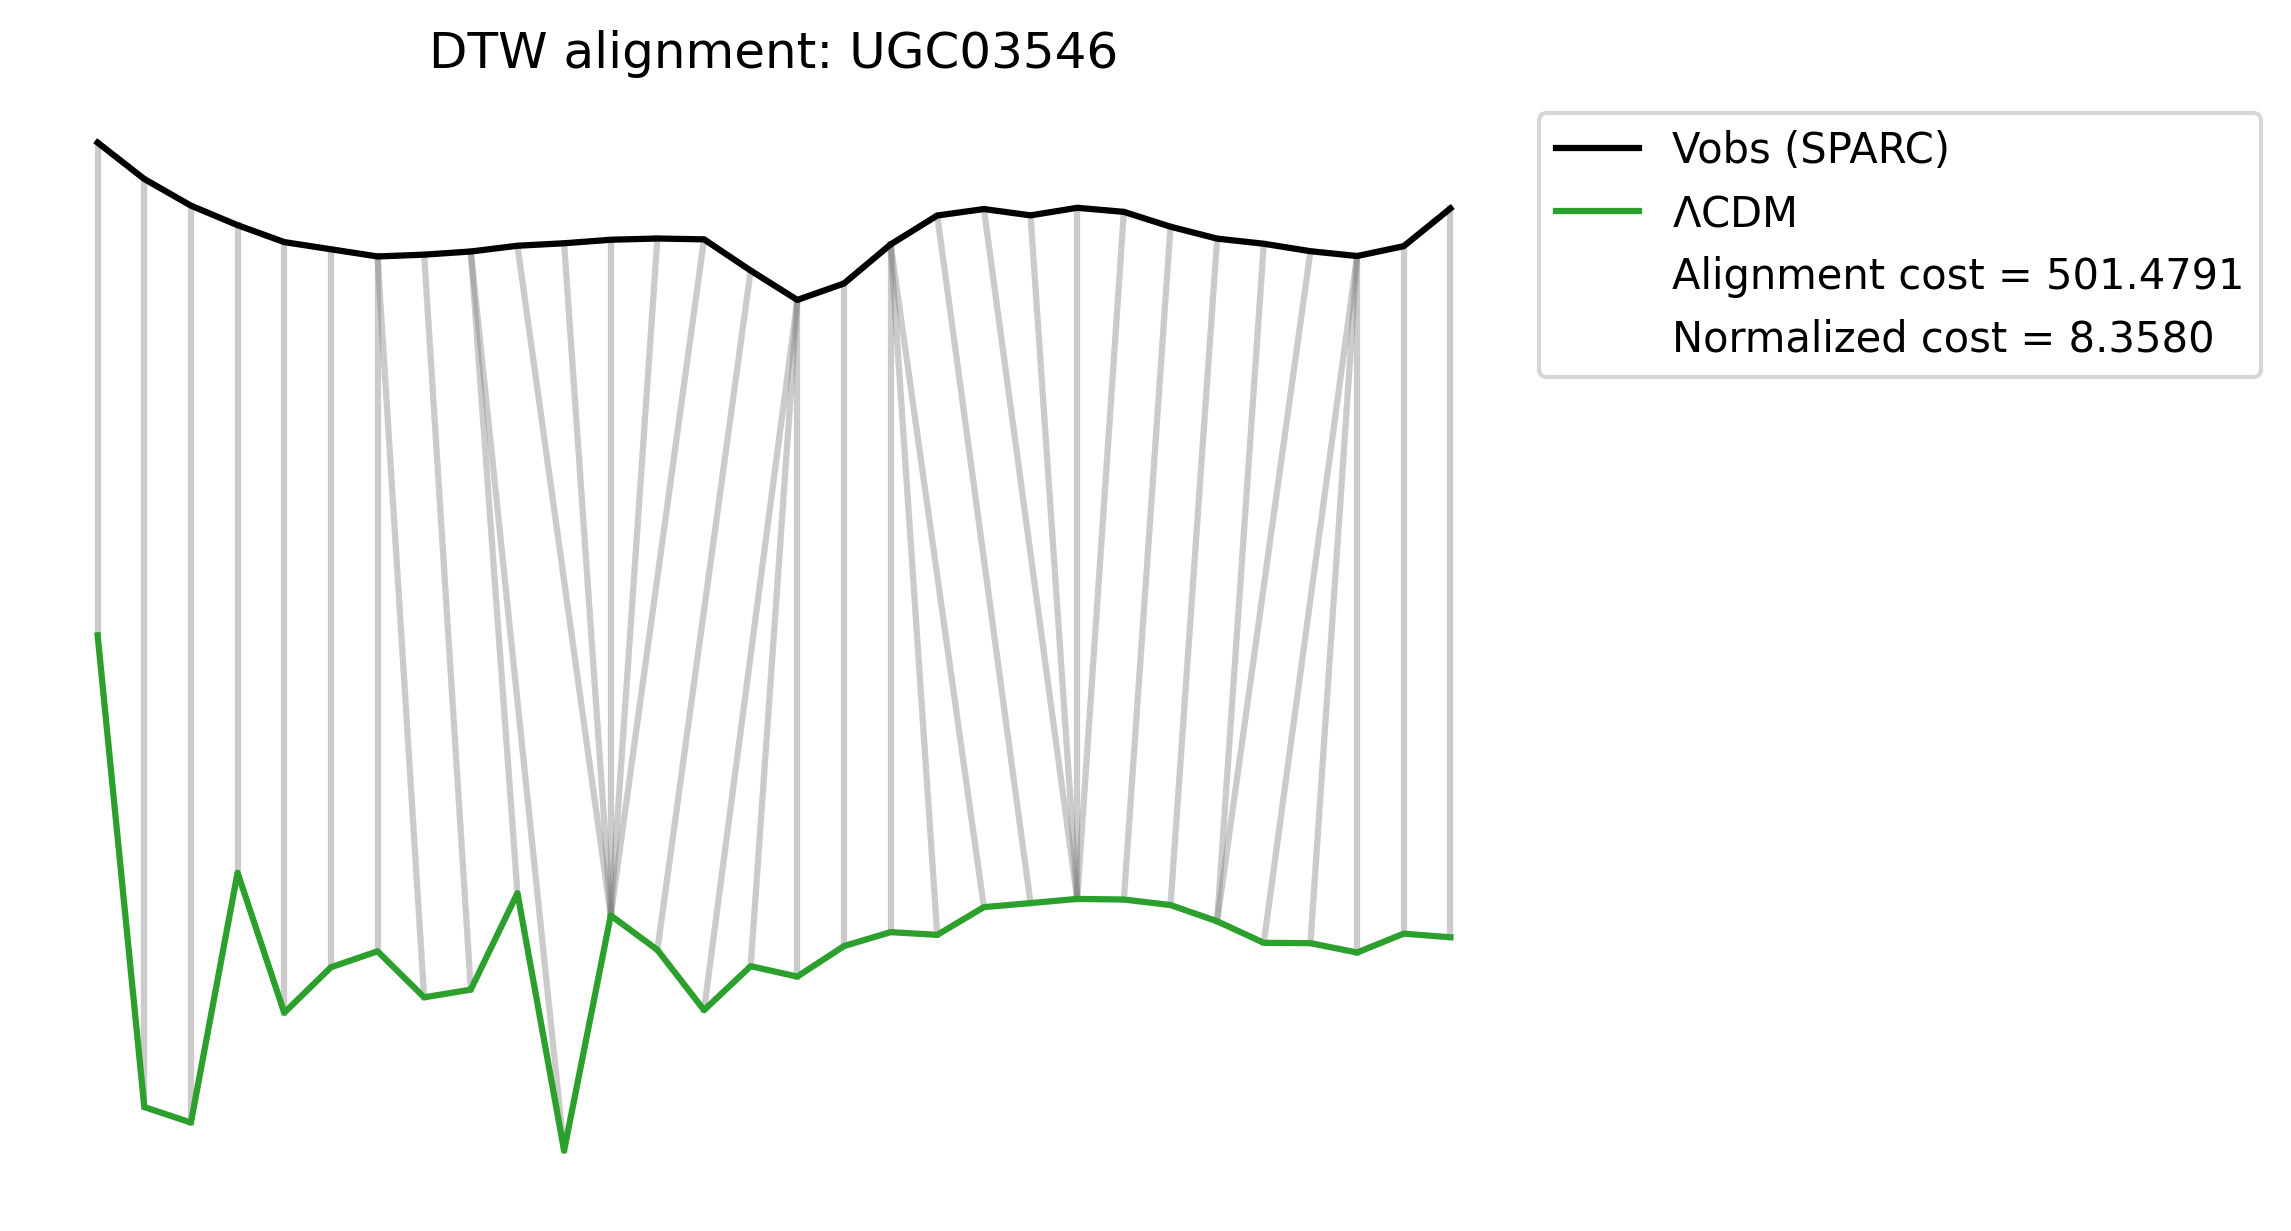 DTW alignment: UGC03546
Vobs (SPARC)
ΛCDM
Alignment cost = 501.4791
Normalized cost = 8.3580